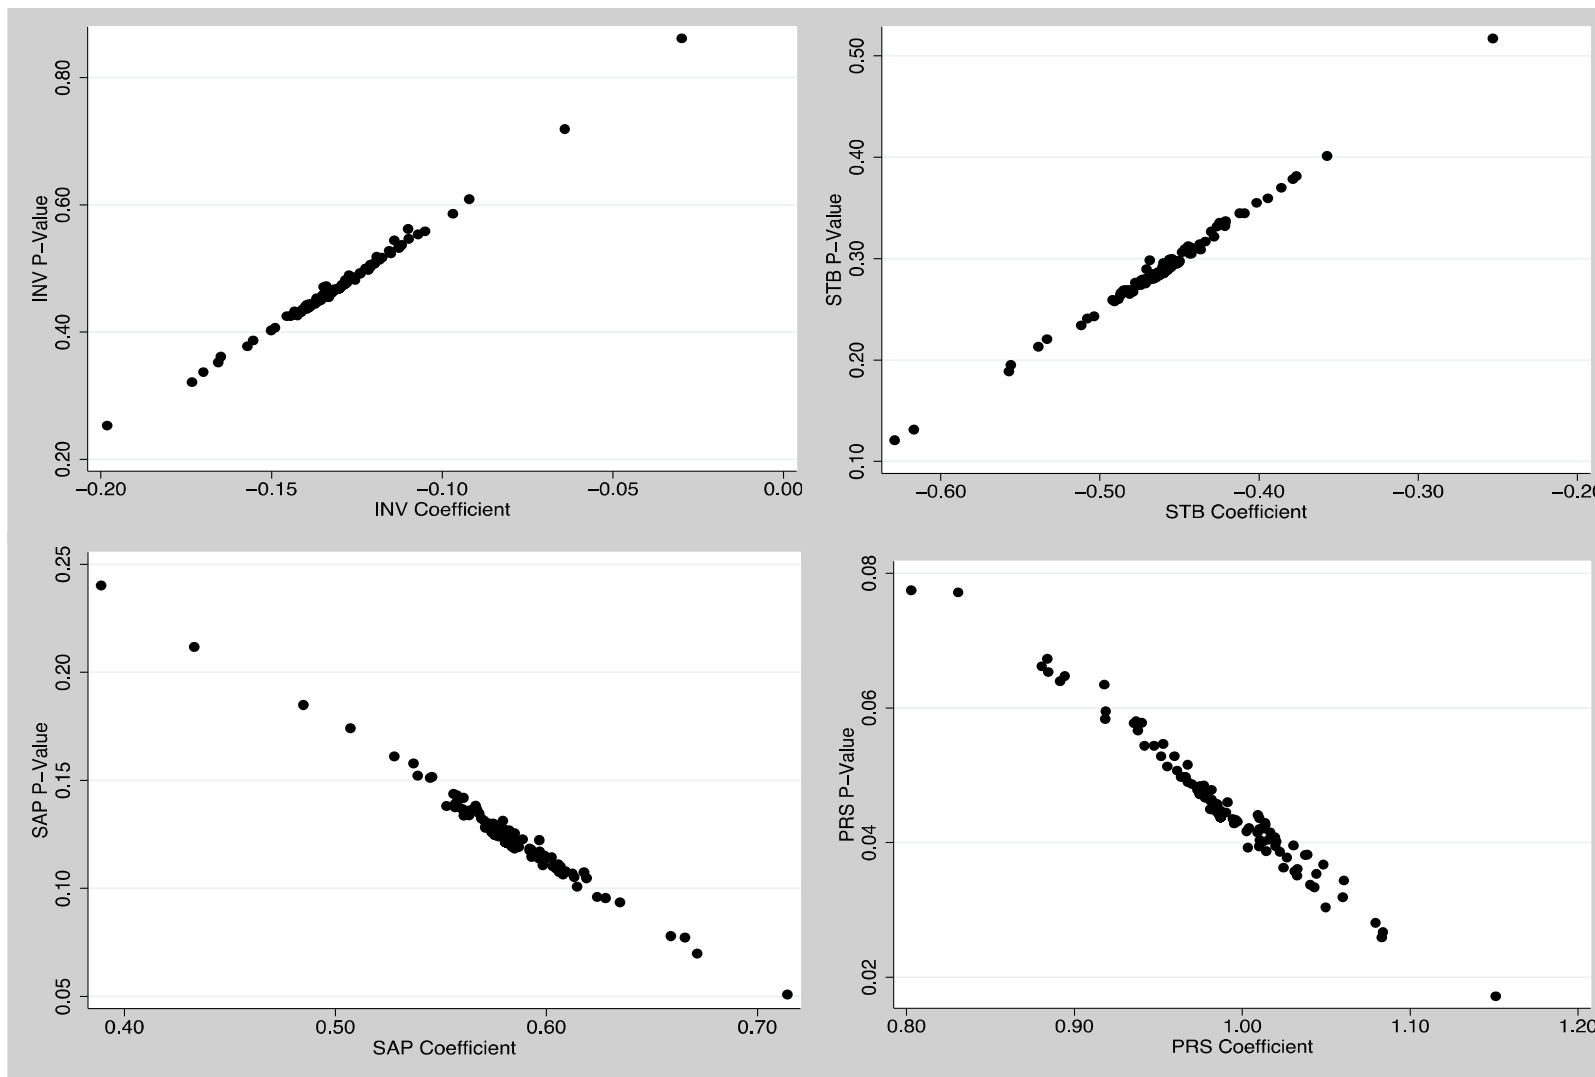 0.80
0.60
0.40
0.20
INV P−Value
−0.20 −0.15 −0.10 −0.05 0.00
INV Coefficient
0.50
0.40
0.30
0.20
0.10
STB P−Value
−0.60 −0.50 −0.40 −0.30 −0.20
STB Coefficient
0.25
0.20
0.15
0.10
0.05
SAP P−Value
0.40 0.50 0.60 0.70
SAP Coefficient
0.08
0.06
0.04
0.02
PRS P−Value
0.80 0.90 1.00 1.10 1.20
PRS Coefficient